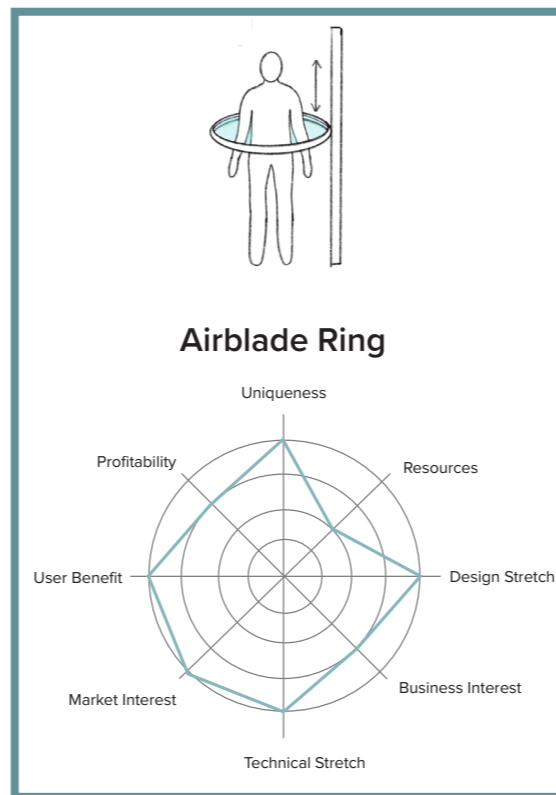 Airblade Ring
Uniqueness
Profitability
Resources
User Benefit
Design Stretch
Market Interest
Business Interest
Technical Stretch